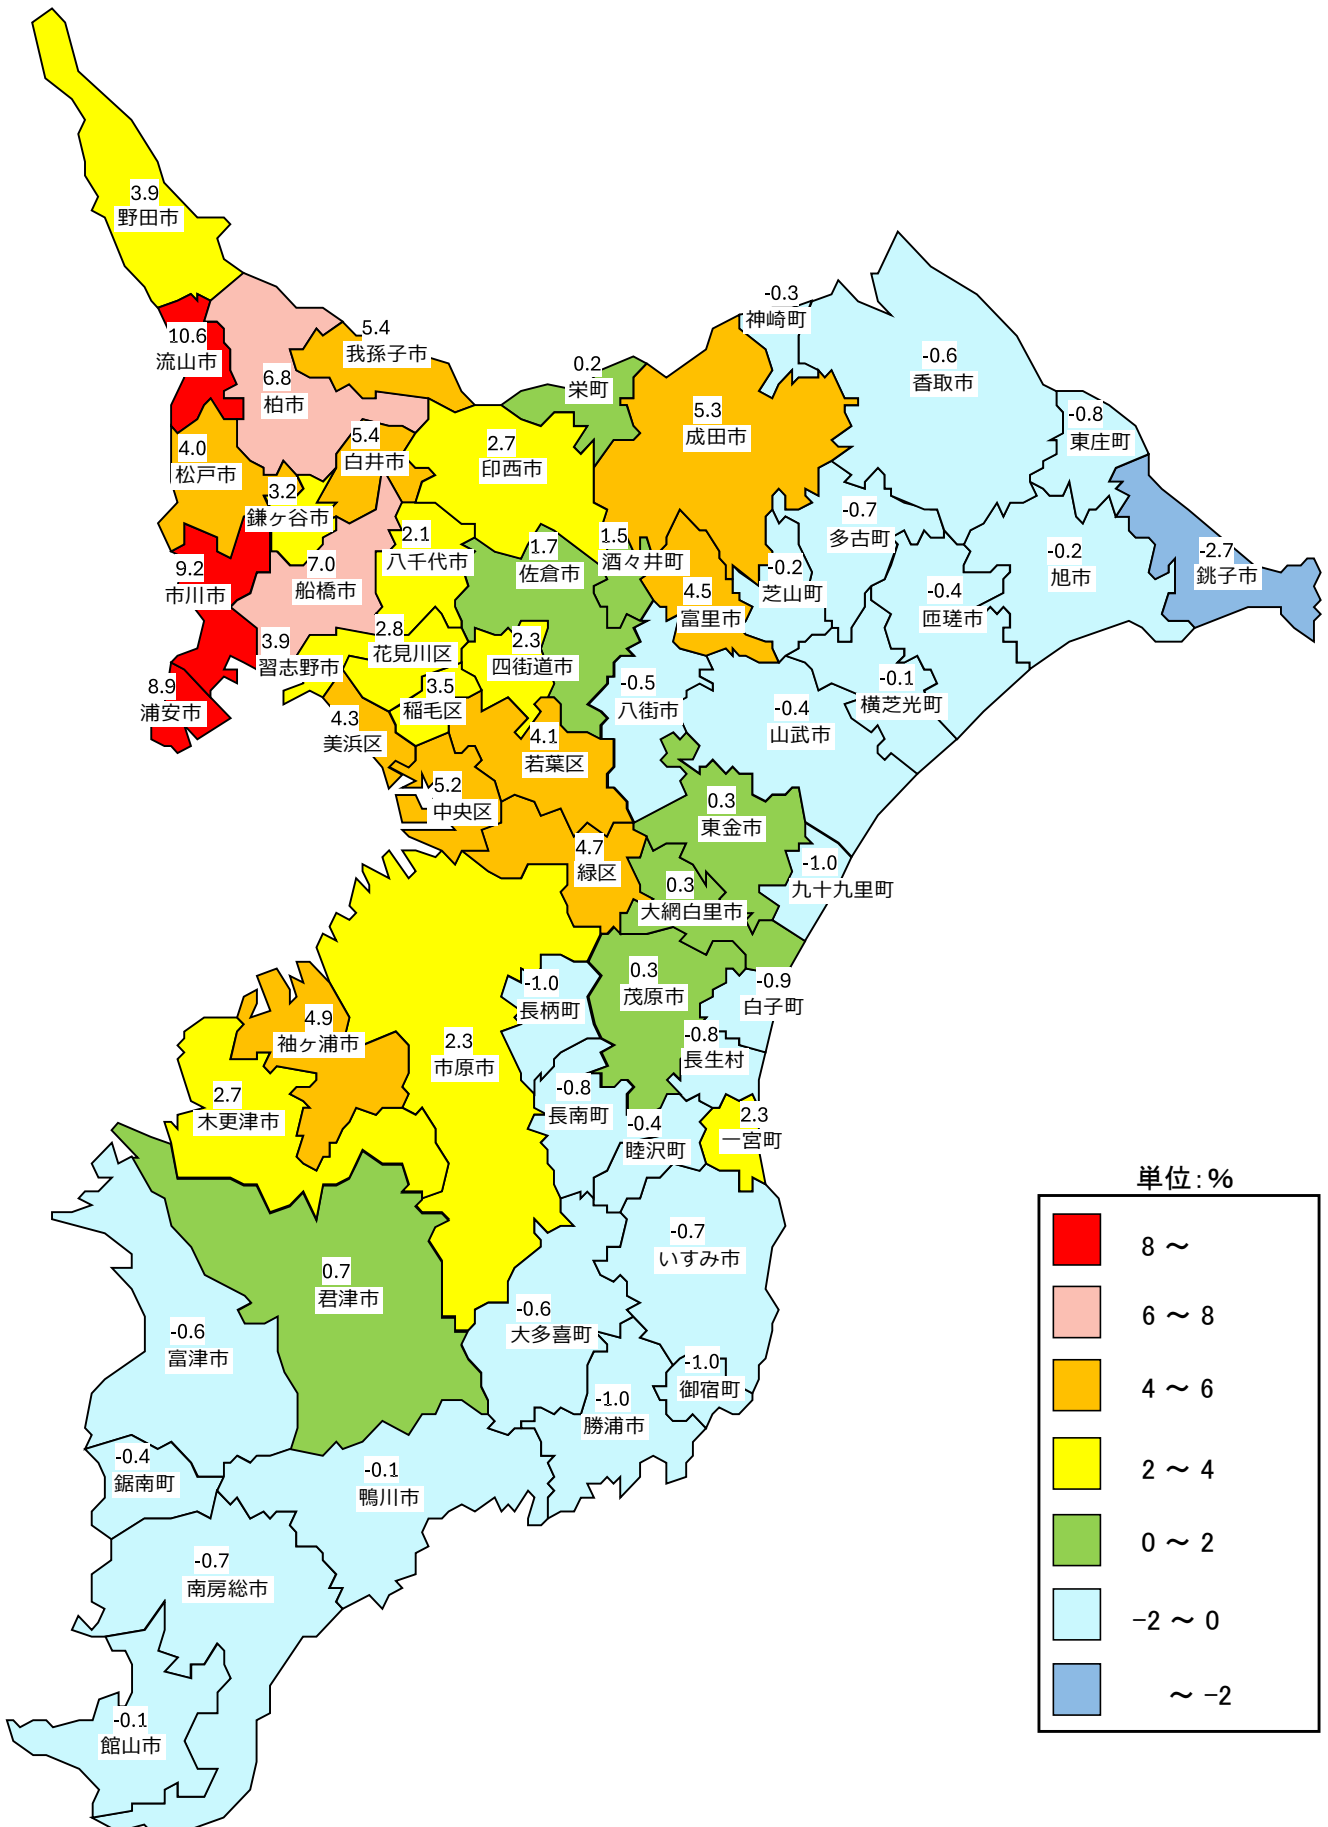 3.9
野田市
10.6
流山市
5.4
我孫子市
6.8
柏市
4.0
松戸市
5.4
白井市
3.2
鎌ヶ谷市
2.7
印西市
0.2
栄町
5.3
成田市
-0.3
神崎町
-0.6
香取市
-0.8
東庄町
-2.7
銚子市
-0.2
旭市
-0.7
多古町
-0.4
匝瑳市
-0.2
芝山町
4.5
富里市
1.5
酒々井町
1.7
佐倉市
2.1
八千代市
7.0
船橋市
9.2
市川市
8.9
浦安市
3.9
習志野市
2.8
花見川区
3.5
稲毛区
4.3
美浜区
2.3
四街道市
4.1
若葉区
5.2
中央区
4.7
緑区
-0.5
八街市
-0.4
山武市
-0.1
横芝光町
0.3
東金市
-1.0
九十九里町
0.3
大網白里市
0.3
茂原市
-0.9
白子町
-0.8
長生村
-1.0
長柄町
-0.8
長南町
-0.4
睦沢町
2.3
一宮町
2.3
市原市
4.9
袖ヶ浦市
2.7
木更津市
0.7
君津市
-0.6
富津市
-0.7
いすみ市
-0.6
大多喜町
-1.0
御宿町
-1.0
勝浦市
-0.1
鴨川市
-0.4
鋸南町
-0.7
南房総市
-0.1
館山市
単位：％
8 ～
6 ～ 8
4 ～ 6
2 ～ 4
0 ～ 2
−2 ～ 0
～ −2